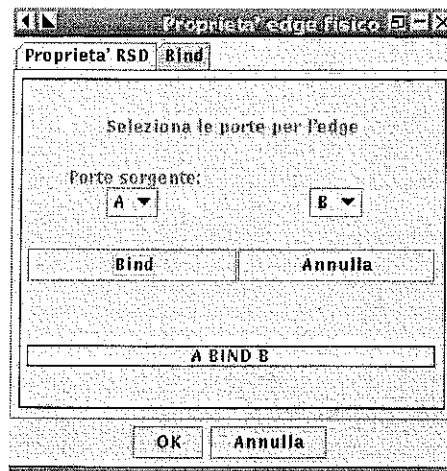 Proprieta' edge fisico
Proprieta' RSD Bind
Seleziona le porte per l'edge
Porte sorgente:
A B
Bind Annulla
A BIND B
OK Annulla